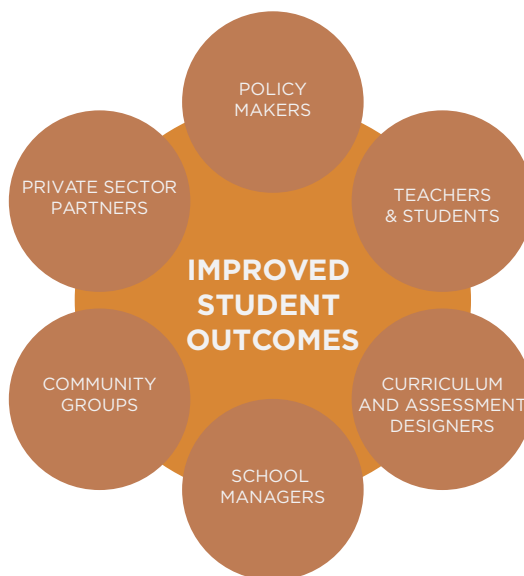 POLICY
MAKERS
PRIVATE SECTOR
PARTNERS
TEACHERS
& STUDENTS
IMPROVED
STUDENT
OUTCOMES
COMMUNITY
GROUPS
CURRICULUM
AND ASSESSMENT
DESIGNERS
SCHOOL
MANAGERS